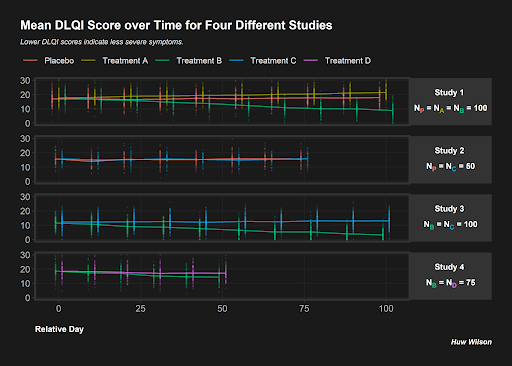 Mean DLQI Score over Time for Four Different Studies
Lower DLQI scores indicate less severe symptoms.
Placebo Treatment A Treatment B Treatment C Treatment D
30
20
10
0
Study 1
NP = NA = NB = 100
30
20
10
0
Study 2
NP = NC = 50
30
20
10
0
Study 3
NB = NC = 100
30
20
10
0
Study 4
NB = ND = 75
0 25 50 75 100
Relative Day
Huw Wilson